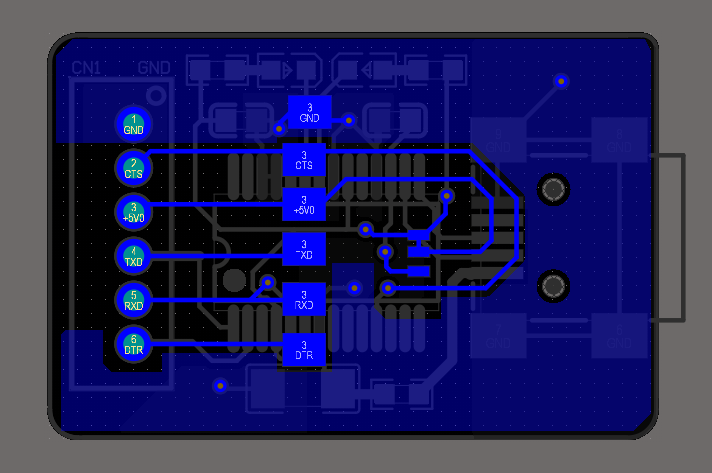 CN1 GND
1
GND
2
CTS
3
+5V0
4
TXD
5
RXD
6
DTR
3
GND
3
CTS
3
+5V0
3
TXD
3
RXD
3
DTR
GND
GND
GND
GND